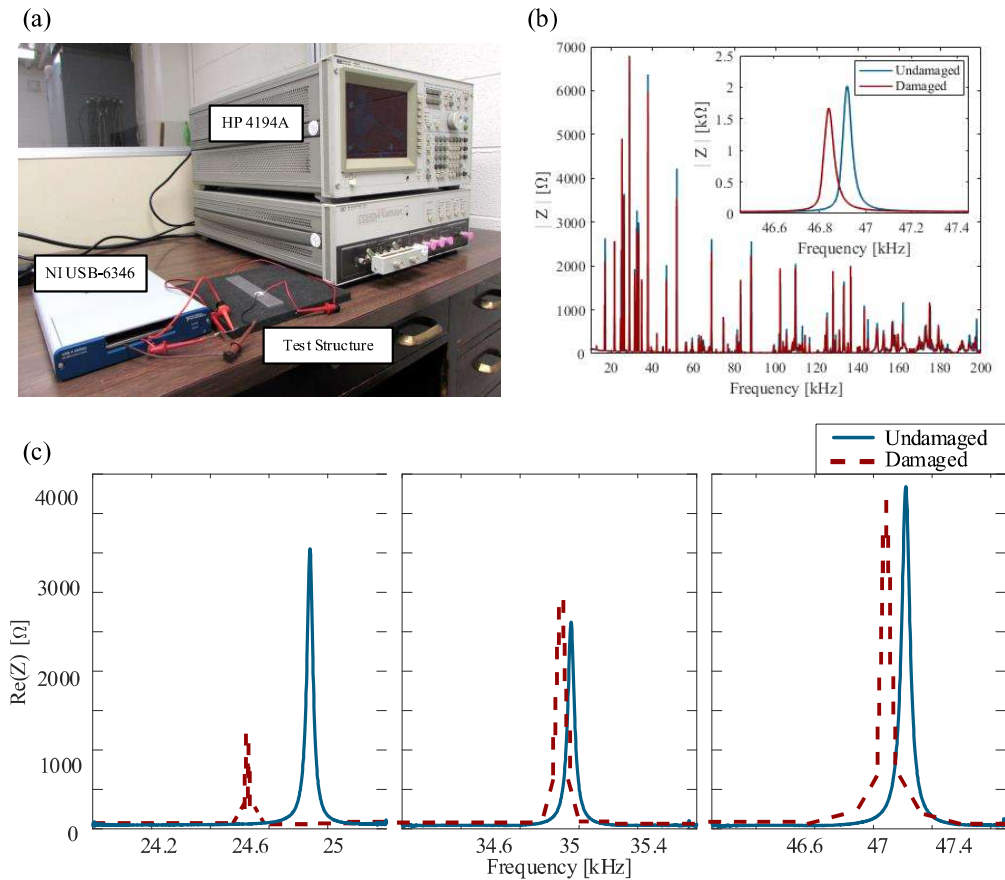 (a)
HP 4194A
NI USB-6346
Test Structure
(b)
7000
6000
5000
4000
3000
2000
1000
0
| Z | [Ω]
20 40 60 80 100 120 140 160 180 200
Frequency [kHz]
2.5
2
1.5
1
0.5
0
| Z | [kΩ]
Undamaged
Damaged
46.6 46.8 47 47.2 47.4
Frequency [kHz]
(c)
Undamaged
Damaged
4000
3000
2000
1000
0
Re(Z) [Ω]
24.2 24.6 25
34.6 35 35.4
46.6 47 47.4
Frequency [kHz]